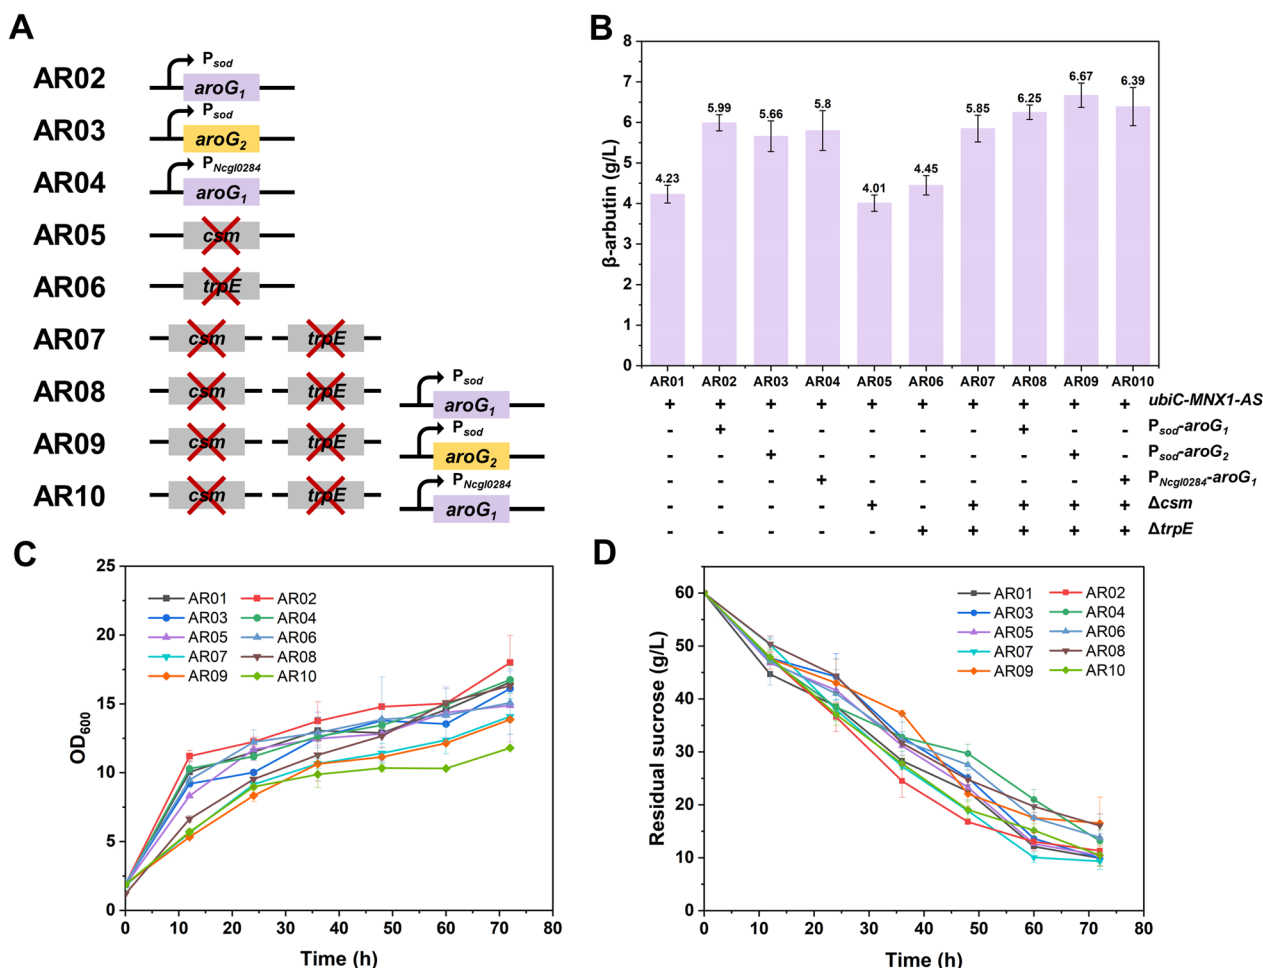 A
AR02
Psod
aroG1
AR03
Psod
aroG2
AR04
PNcgl0284
aroG1
AR05
csm
AR06
trpE
AR07
csm
trpE
AR08
csm
trpE
Psod
aroG1
AR09
csm
trpE
Psod
aroG2
AR10
csm
trpE
PNcgl0284
aroG1
B
β-arbutin (g/L)
8
7
6
5
4
3
2
1
0
4.23
5.99
5.66
5.8
4.01
4.45
5.85
6.25
6.67
6.39
AR01 AR02 AR03 AR04 AR05 AR06 AR07 AR08 AR09 AR010
+ + + + + + + + + + ubiC-MNX1-AS
- + - - - - - + - - Psod-aroG1
- - + - - - - - + - Psod-aroG2
- - - + - - - - - + PNcgl0284-aroG1
- - - - + - + + + + Δcsm
- - - - - + + + + + ΔtrpE
C
OD600
25
20
15
10
5
0
AR01 AR02
AR03 AR04
AR05 AR06
AR07 AR08
AR09 AR10
0 10 20 30 40 50 60 70 80
Time (h)
D
Residual sucrose (g/L)
60
50
40
30
20
10
0
AR01 AR02
AR03 AR04
AR05 AR06
AR07 AR08
AR09 AR10
0 10 20 30 40 50 60 70 80
Time (h)